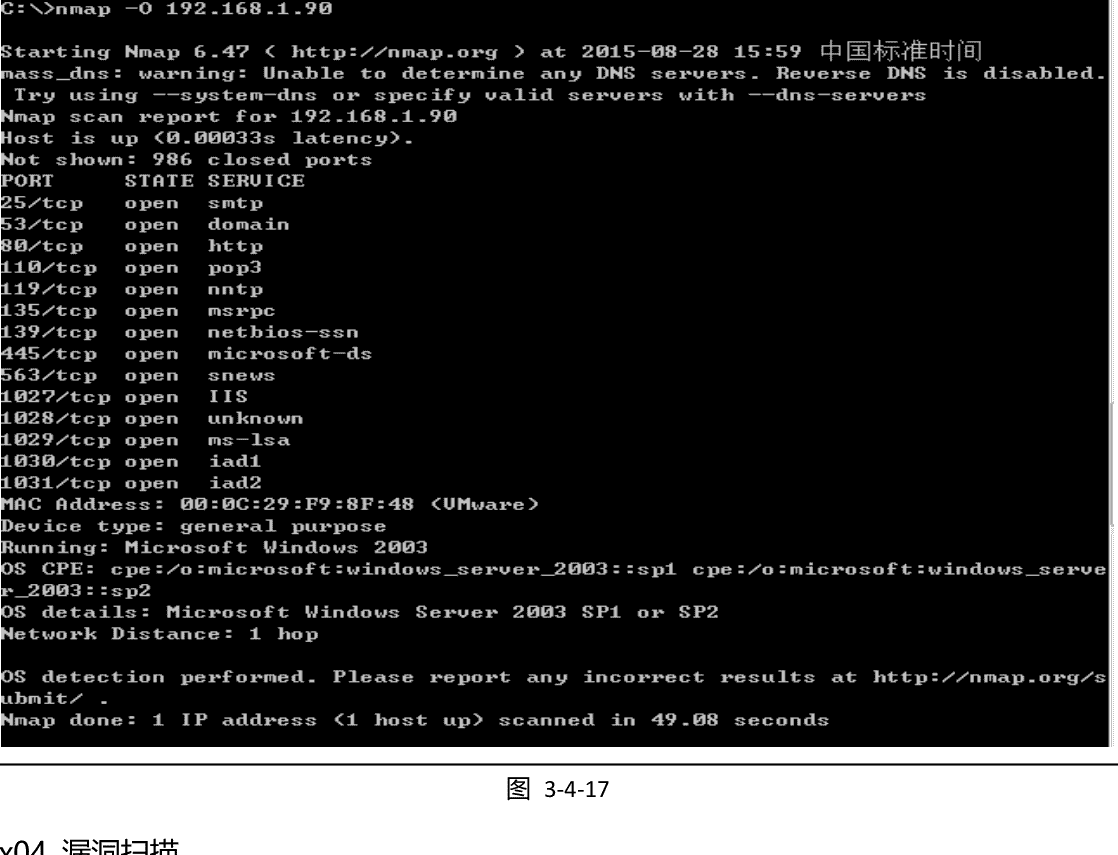 C:\>nmap -O 192.168.1.90
Starting Nmap 6.47 ( http://nmap.org ) at 2015-08-28 15:59 中国标准时间
mass_dns: warning: Unable to determine any DNS servers. Reverse DNS is disabled.
Try using --system-dns or specify valid servers with --dns-servers
Nmap scan report for 192.168.1.90
Host is up (0.00033s latency).
Not shown: 986 closed ports
PORT STATE SERVICE
25/tcp open smtp
53/tcp open domain
80/tcp open http
110/tcp open pop3
119/tcp open nntp
135/tcp open msrpc
139/tcp open netbios-ssn
445/tcp open microsoft-ds
563/tcp open snews
1027/tcp open IIS
1028/tcp open unknown
1029/tcp open ms-lsa
1030/tcp open iad1
1031/tcp open iad2
MAC Address: 00:0C:29:F9:8F:48 (VMware)
Device type: general purpose
Running: Microsoft Windows 2003
OS CPE: cpe:/o:microsoft:windows_server_2003::sp1 cpe:/o:microsoft:windows_serve
r_2003::sp2
OS details: Microsoft Windows Server 2003 SP1 or SP2
Network Distance: 1 hop
OS detection performed. Please report any incorrect results at http://nmap.org/s
ubmit/ .
Nmap done: 1 IP address (1 host up) scanned in 49.08 seconds
图 3-4-17
x04 漏洞扫描